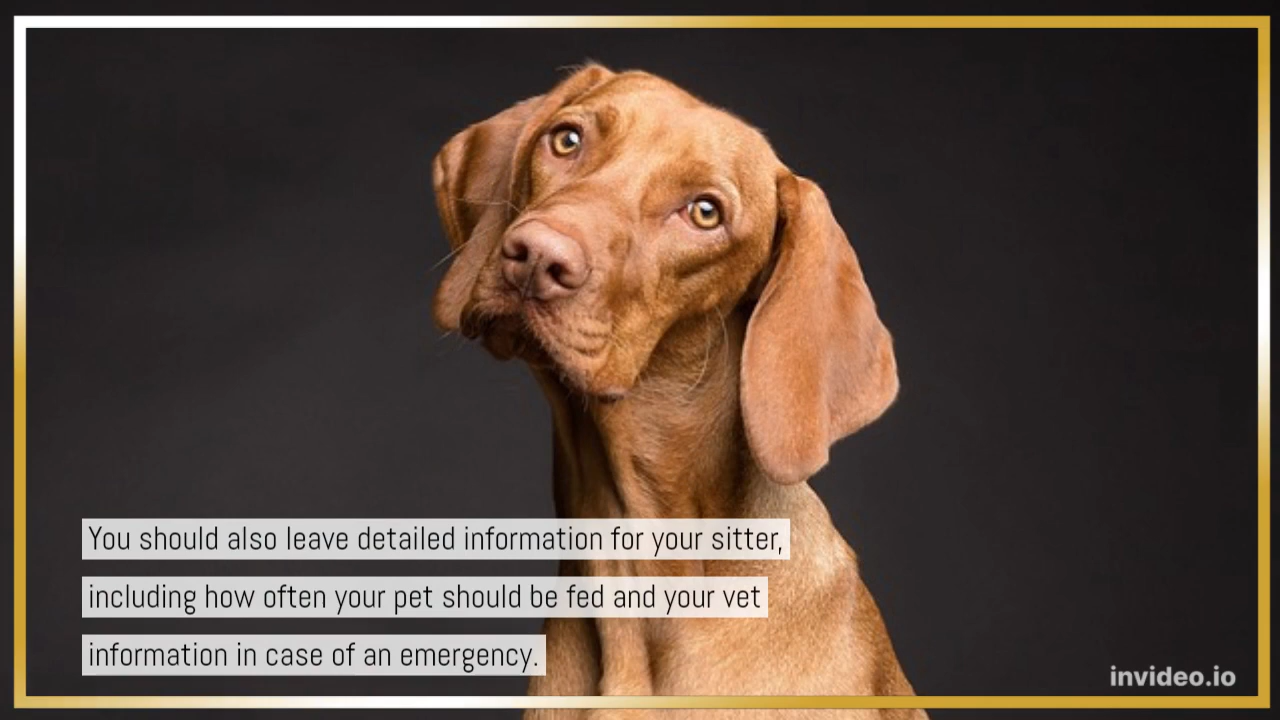 You should also leave detailed information for your sitter,
including how often your pet should be fed and your vet
information in case of an emergency.
invideo.io